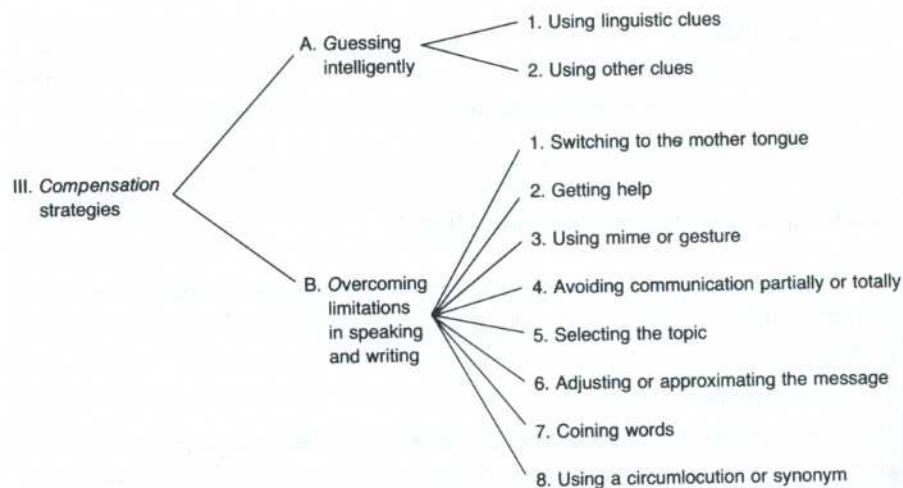 A. Guessing
intelligently
1. Using linguistic clues
2. Using other clues
III. Compensation
strategies
B. Overcoming
limitations
in speaking
and writing
1. Switching to the mother tongue
2. Getting help
3. Using mime or gesture
4. Avoiding communication partially or totally
5. Selecting the topic
6. Adjusting or approximating the message
7. Coining words
8. Using a circumlocution or synonym